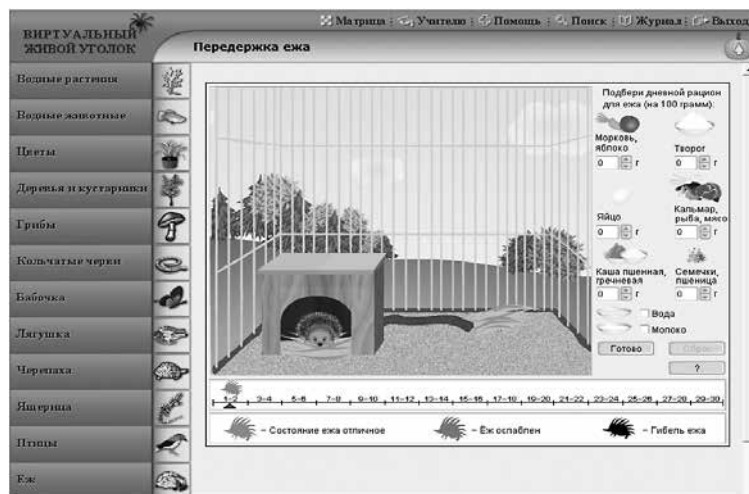 ВИРТУАЛЬНЫЙ
ЖИВОЙ УГОЛОК
Матрица Учителю Помощь Поиск Журнал Выход
Передержка ежа
Водные растения
Водные животные
Цветы
Деревья и кустарники
Грибы
Кольчатые черви
Бабочка
Лягушка
Черепаха
Ящерица
Птицы
Еж
Подбери дневной рацион
для ежа (на 100 грамм):
Морковь,
яблоко
0 г
Творог
0 г
Яйцо
0 г
Кальмар,
рыба, мясо
0 г
Каша пшенная,
гречневая
0 г
Семечки,
пшеница
0 г
Вода
Молоко
Готово Сброс
?
1-2 3-4 5-6 7-8 9-10 11-12 13-14 15-16 17-18 19-20 21-22 23-24 25-26 27-28 29-30
– Состояние ежа отличное – Ёж ослаблен – Гибель ежа